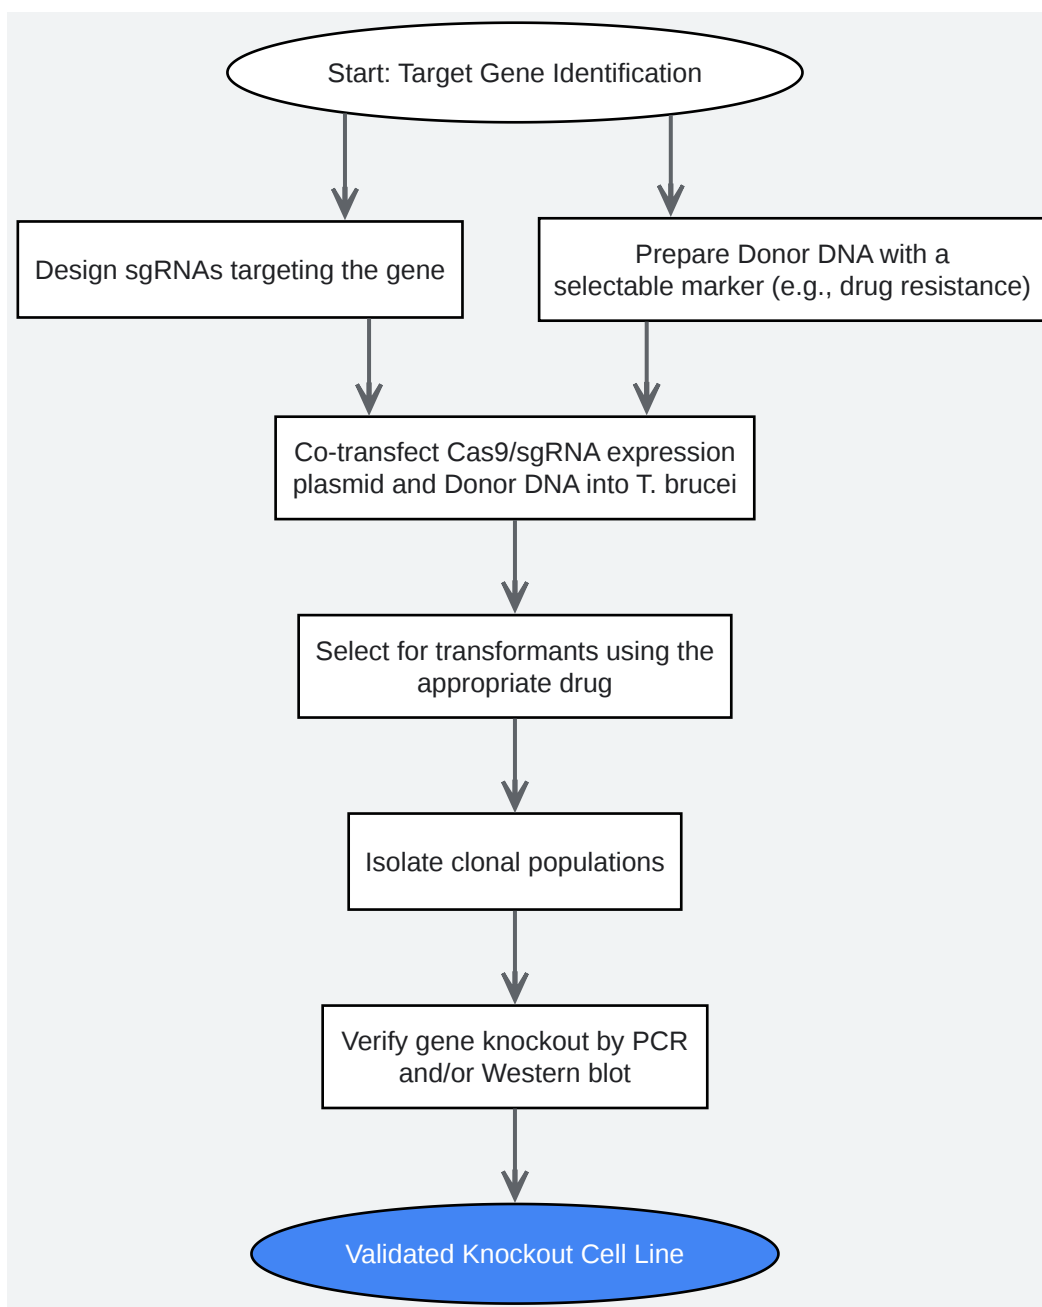 Start: Target Gene Identification
Design sgRNAs targeting the gene
Prepare Donor DNA with a
selectable marker (e.g., drug resistance)
Co-transfect Cas9/sgRNA expression
plasmid and Donor DNA into T. brucei
Select for transformants using the
appropriate drug
Isolate clonal populations
Verify gene knockout by PCR
and/or Western blot
Validated Knockout Cell Line